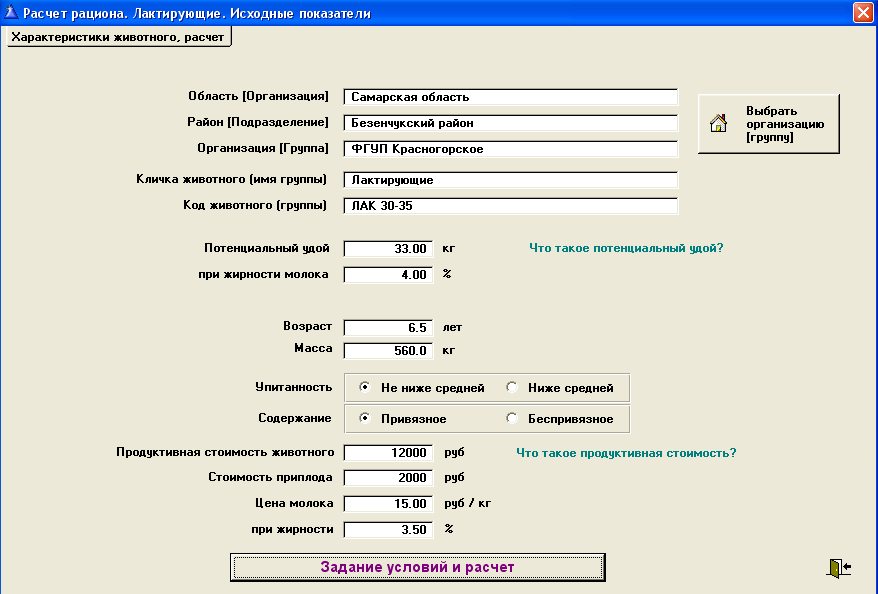 Расчет рациона. Лактирующие. Исходные показатели
Характеристики животного, расчет
Область [Организация] Самарская область
Район [Подразделение] Безенчукский район
Организация [Группа] ФГУП Красногорское
Выбрать
организацию
[группу]
Кличка животного (имя группы) Лактирующие
Код животного (группы) ЛАК 30-35
Потенциальный удой 33.00 кг Что такое потенциальный удой?
при жирности молока 4.00 %
Возраст 6.5 лет
Масса 560.0 кг
Упитанность Не ниже средней Ниже средней
Содержание Привязное Беспривязное
Продуктивная стоимость животного 12000 руб Что такое продуктивная стоимость?
Стоимость приплода 2000 руб
Цена молока 15.00 руб / кг
при жирности 3.50 %
Задание условий и расчет